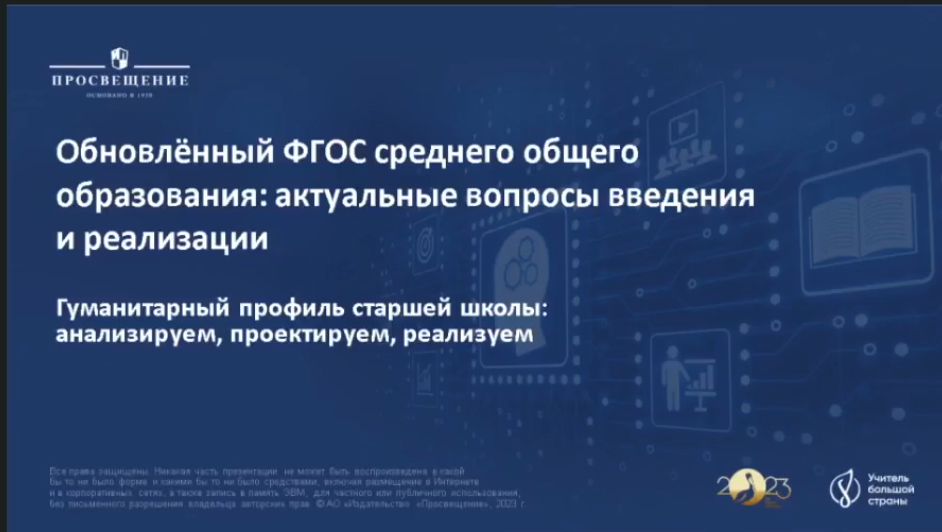 ПРОСВЕЩЕНИЕ
ОСНОВАНО В 1930
Обновлённый ФГОС среднего общего
образования: актуальные вопросы введения
и реализации
Гуманитарный профиль старшей школы:
анализируем, проектируем, реализуем
Все права защищены. Никакая часть презентации не может быть воспроизведена в какой
бы то ни было форме и какими бы то ни было средствами, включая размещение в Интернете
и в корпоративных сетях, а также запись в память ЭВМ, для частного или публичного использования,
без письменного разрешения владельца авторских прав. © АО «Издательство «Просвещение», 2023 г.
2023
Учитель
большой
страны